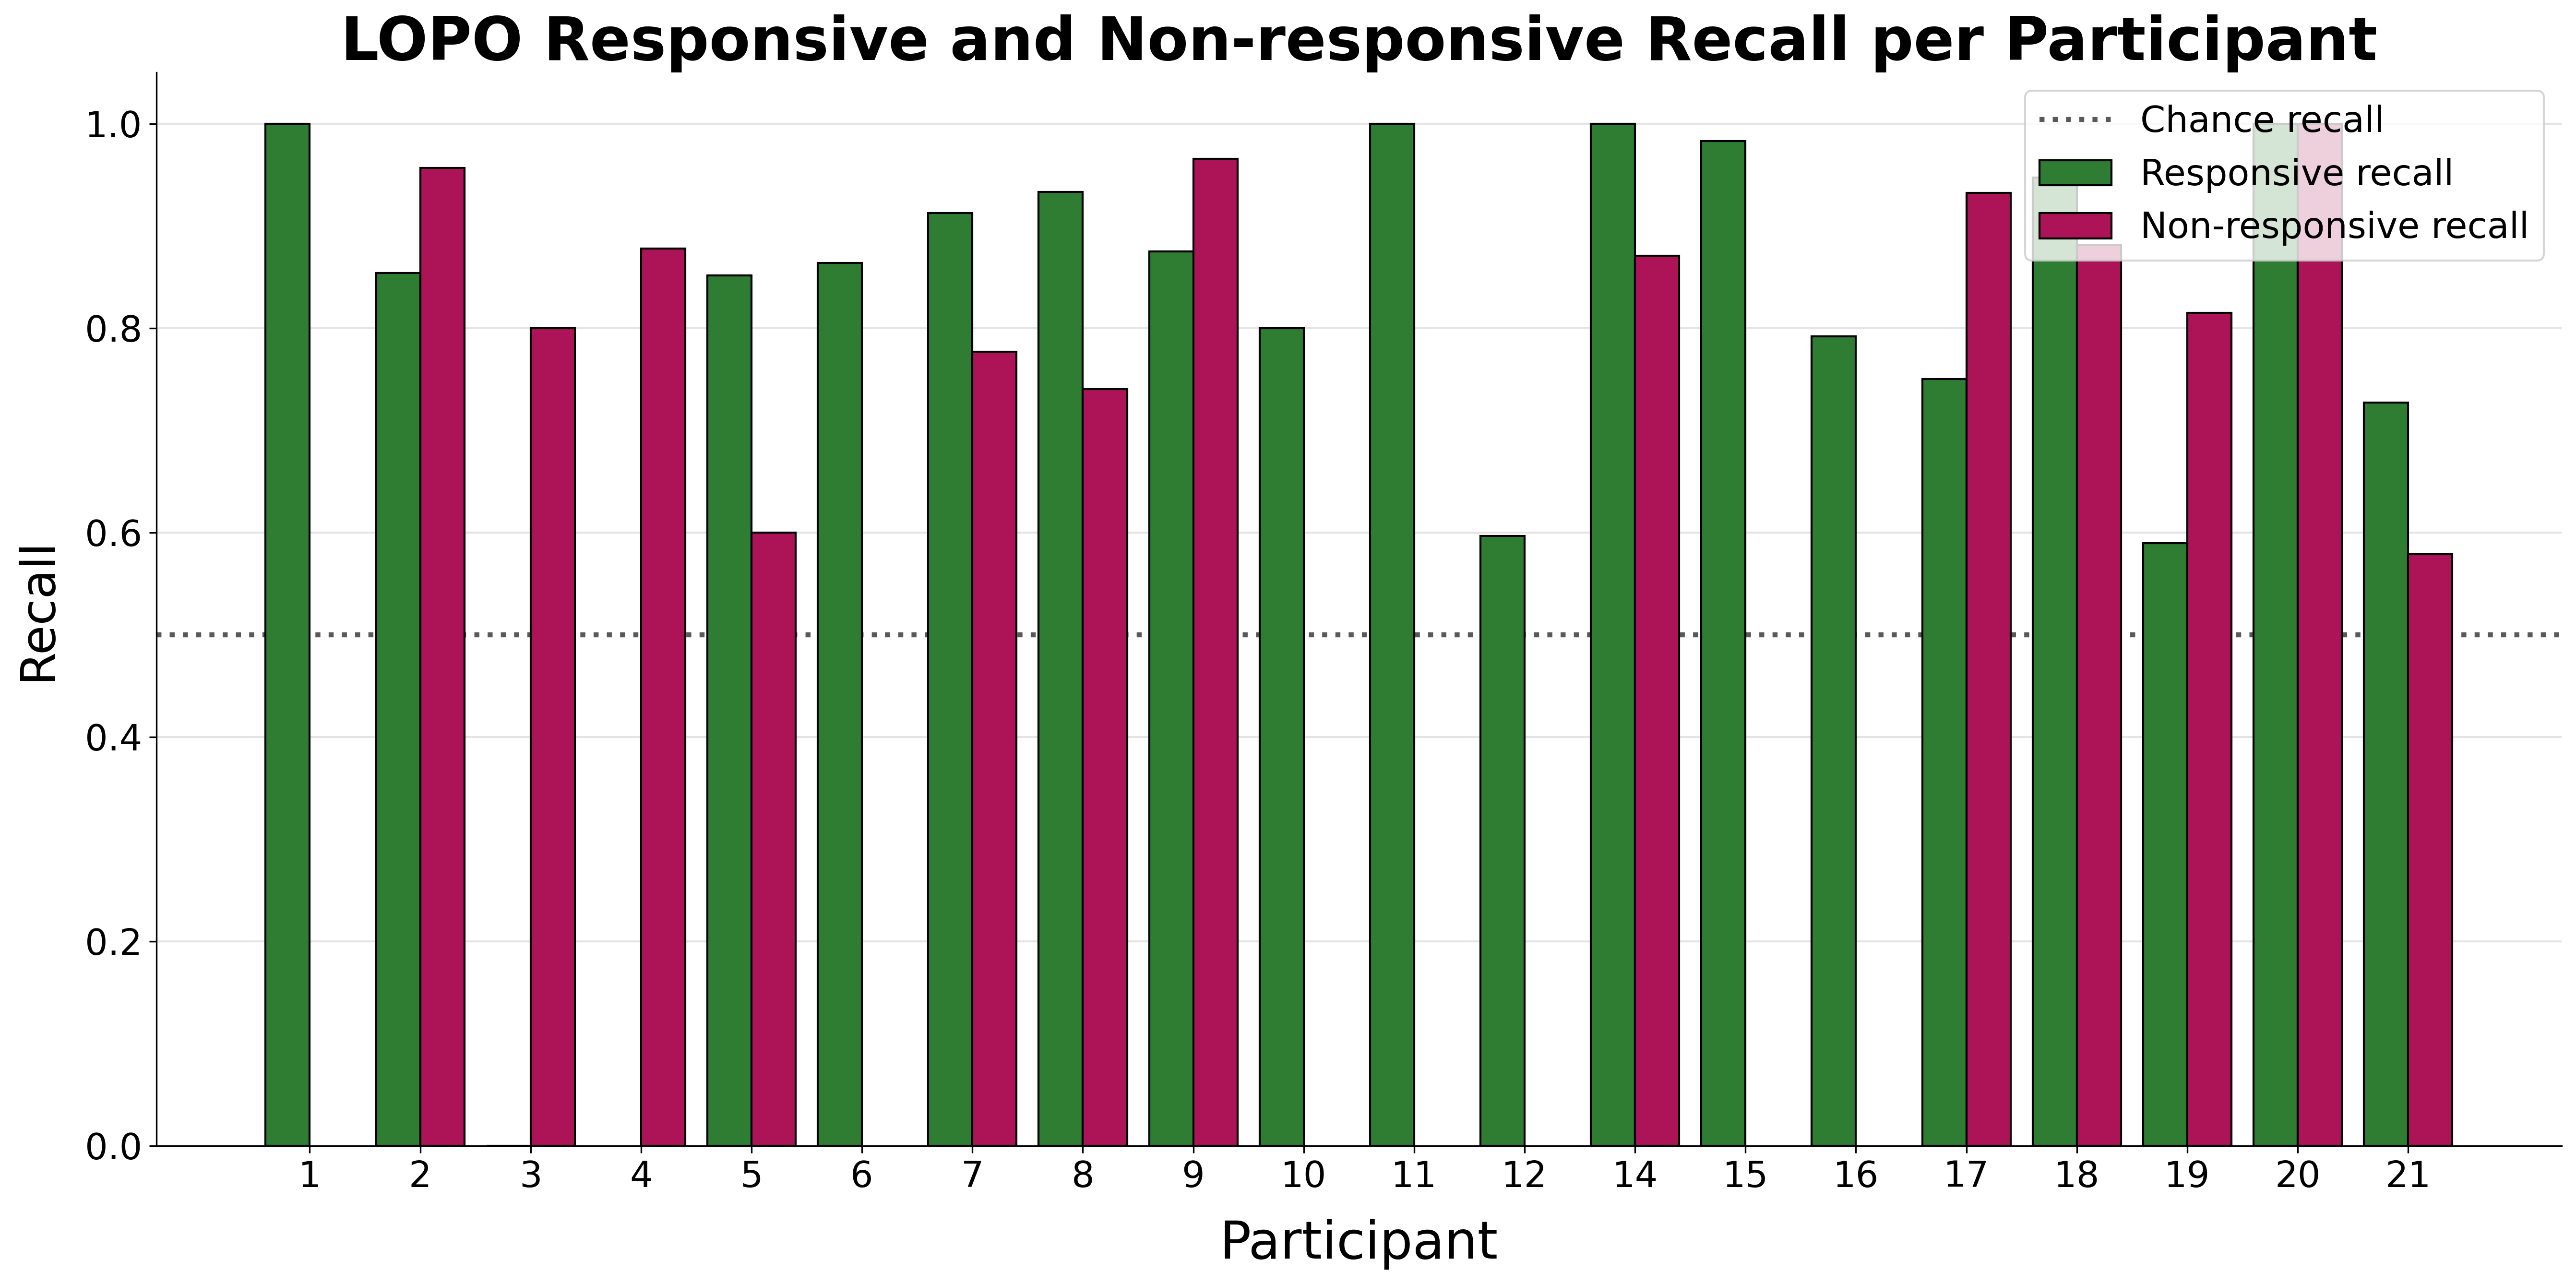 LOPO Responsive and Non-responsive Recall per Participant
Chance recall
Responsive recall
Non-responsive recall
Recall
1.0
0.8
0.6
0.4
0.2
0.0
1 2 3 4 5 6 7 8 9 10 11 12 14 15 16 17 18 19 20 21
Participant